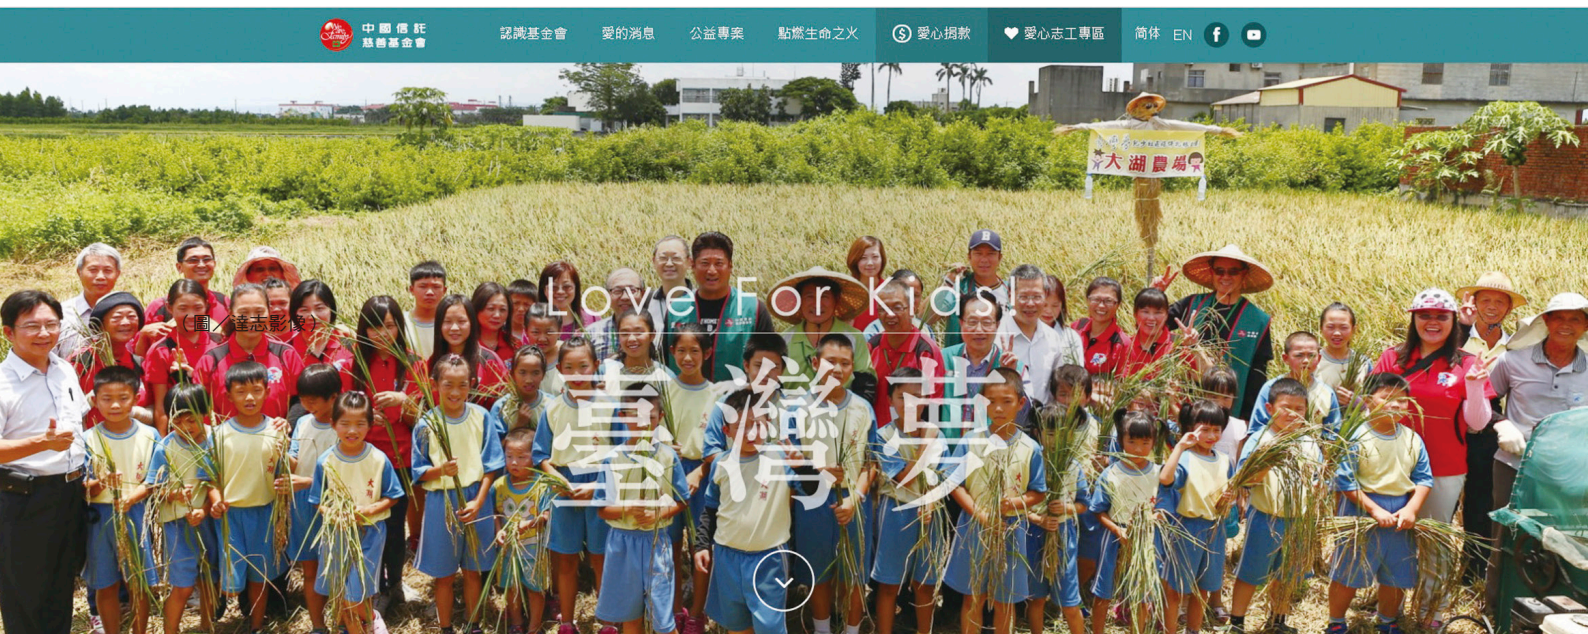 中國信託
慈善基金會
認識基金會
愛的消息
公益專案
點燃生命之火
愛心捐款
愛心志工專區
简体
EN
大湖農場
Love For Kids!
（圖／達志影像）
臺灣夢